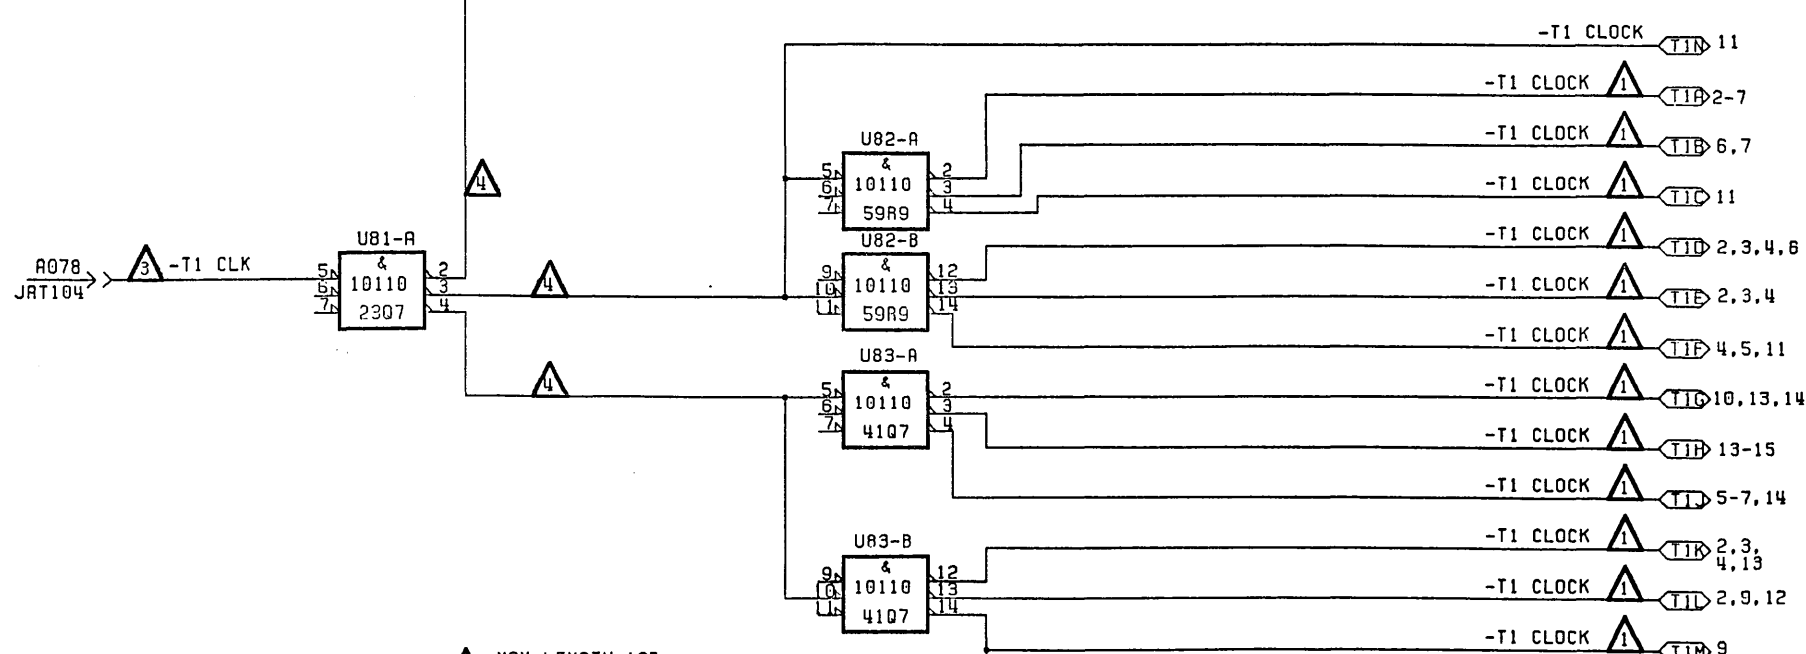 -T1 CLOCK T1N 11
-T1 CLOCK 1 T1A 2-7
U82-A
-T1 CLOCK 1 T1B 6,7
&
5 10110 2
6 3
7 59R9 4
-T1 CLOCK 1 T1C 11
4
U82-B
-T1 CLOCK 1 T1D 2,3,4,6
&
9 10110 12
10 13
11 59R9 14
U81-A
A078
JRT104
3 -T1 CLK
&
5 10110 2
6 3
7 23Q7 4
4
-T1 CLOCK 1 T1E 2,3,4
-T1 CLOCK 1 T1F 4,5,11
U83-A
4
&
5 10110 2
6 3
7 41Q7 4
-T1 CLOCK 1 T1G 10,13,14
-T1 CLOCK 1 T1H 13-15
-T1 CLOCK 1 T1J 5-7,14
U83-B
-T1 CLOCK 1 T1K 2,3,
4,13
&
9 10110 12
10 13
11 41Q7 14
-T1 CLOCK 1 T1L 2,9,12
-T1 CLOCK 1 T1M 9